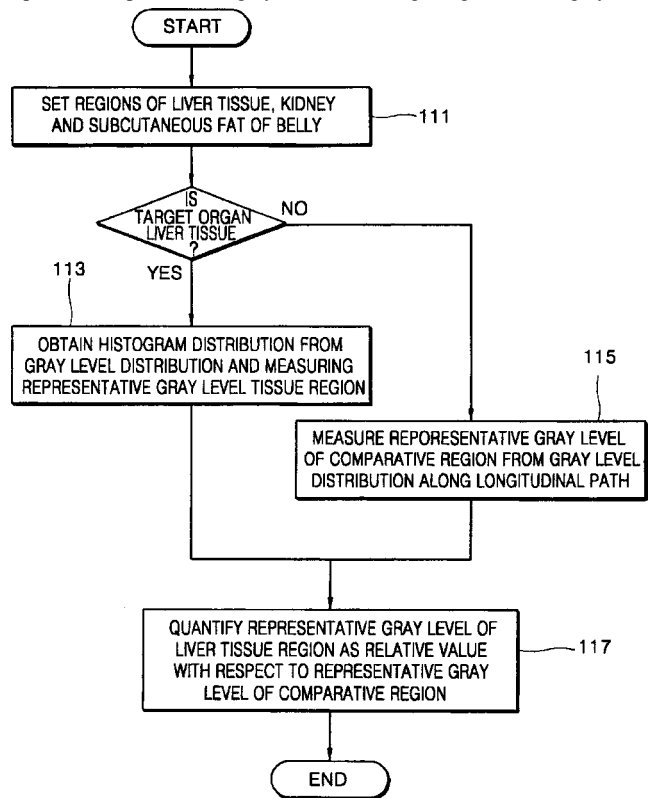 START
SET REGIONS OF LIVER TISSUE, KIDNEY
AND SUBCUTANEOUS FAT OF BELLY
111
IS
TARGET ORGAN
LIVER TISSUE
?
NO
YES
113
OBTAIN HISTOGRAM DISTRIBUTION FROM
GRAY LEVEL DISTRIBUTION AND MEASURING
REPRESENTATIVE GRAY LEVEL TISSUE REGION
115
MEASURE REPORESENTATIVE GRAY LEVEL
OF COMPARATIVE REGION FROM GRAY LEVEL
DISTRIBUTION ALONG LONGITUDINAL PATH
QUANTIFY REPRESENTATIVE GRAY LEVEL OF
LIVER TISSUE REGION AS RELATIVE VALUE
WITH RESPECT TO REPRESENTATIVE GRAY
LEVEL OF COMPARATIVE REGION
117
END